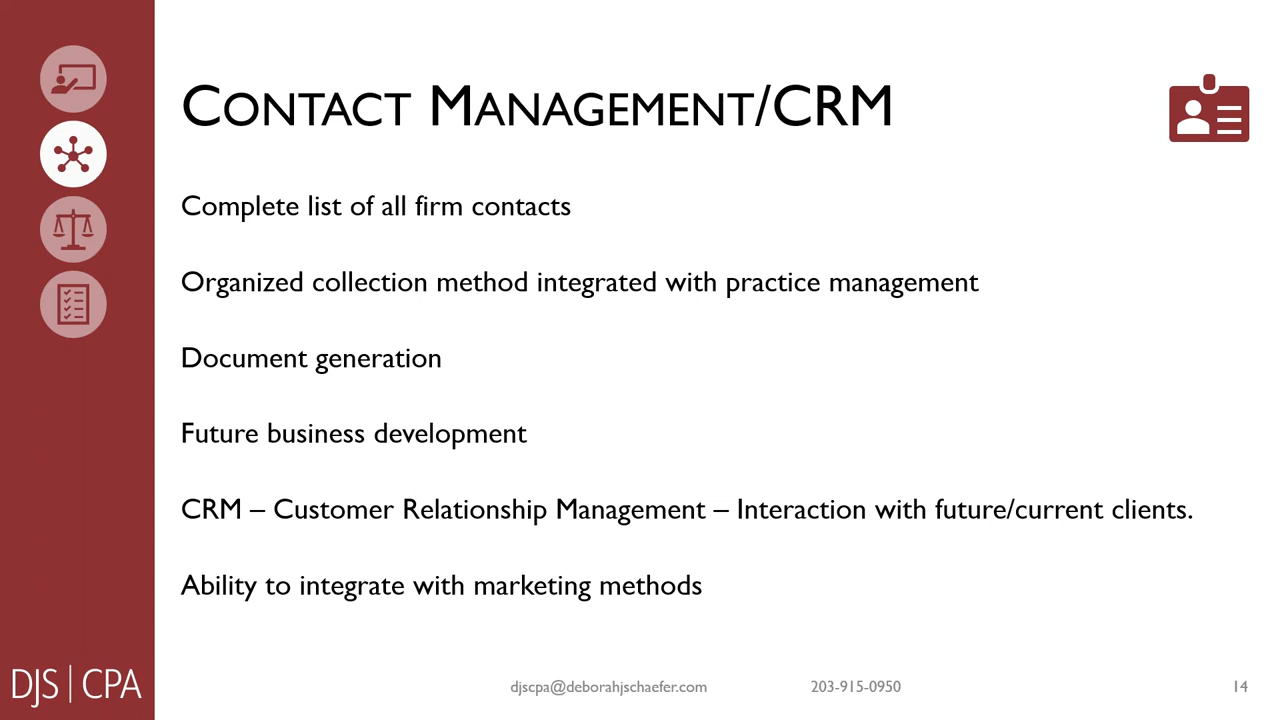 CONTACT MANAGEMENT/CRM
Complete list of all firm contacts
Organized collection method integrated with practice management
Document generation
Future business development
CRM – Customer Relationship Management – Interaction with future/current clients.
Ability to integrate with marketing methods
DJS|CPA
djscpa@deborahjschaefer.com
203-915-0950
14